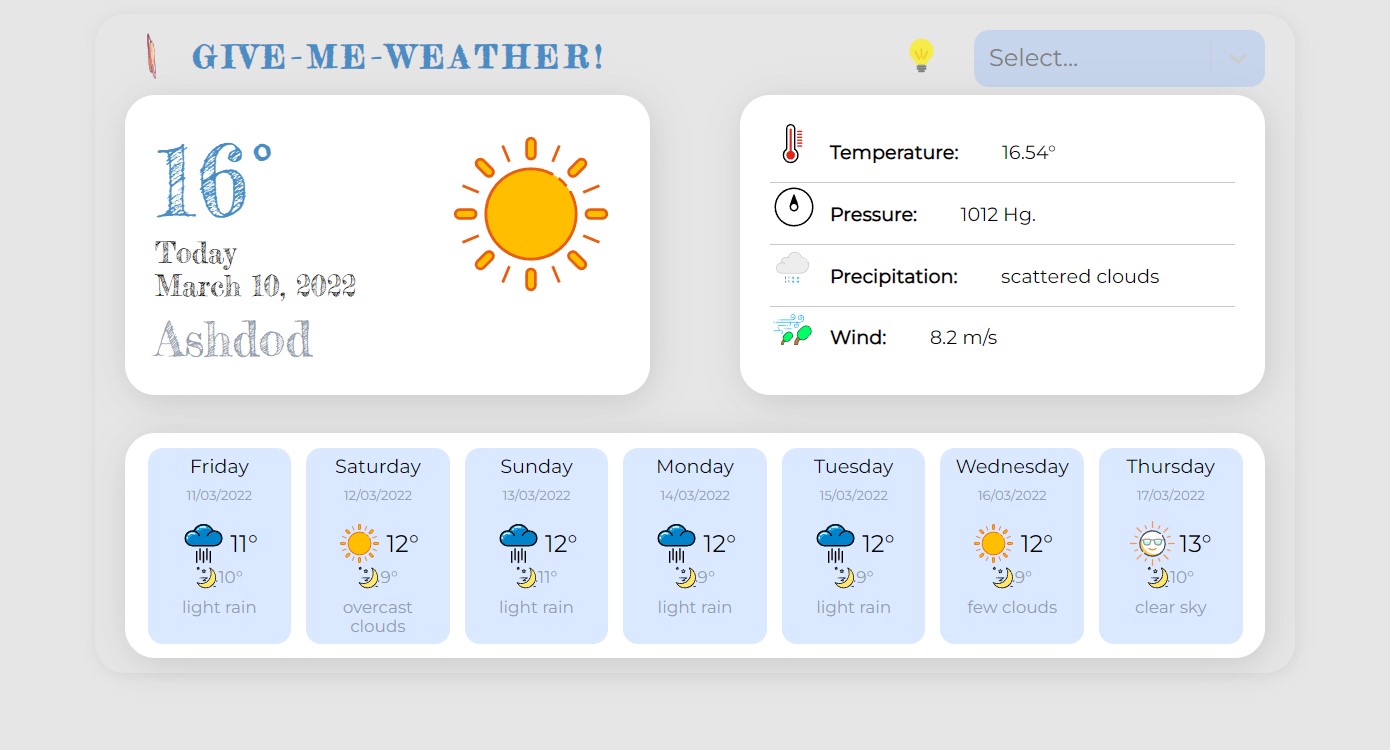 GIVE-ME-WEATHER!
Select...
16°
Today
March 10, 2022
Ashdod
Temperature: 16.54°
Pressure: 1012 Hg.
Precipitation: scattered clouds
Wind: 8.2 m/s
Friday
11/03/2022
11°
10°
light rain
Saturday
12/03/2022
12°
9°
overcast
clouds
Sunday
13/03/2022
12°
11°
light rain
Monday
14/03/2022
12°
9°
light rain
Tuesday
15/03/2022
12°
9°
light rain
Wednesday
16/03/2022
12°
9°
few clouds
Thursday
17/03/2022
13°
10°
clear sky